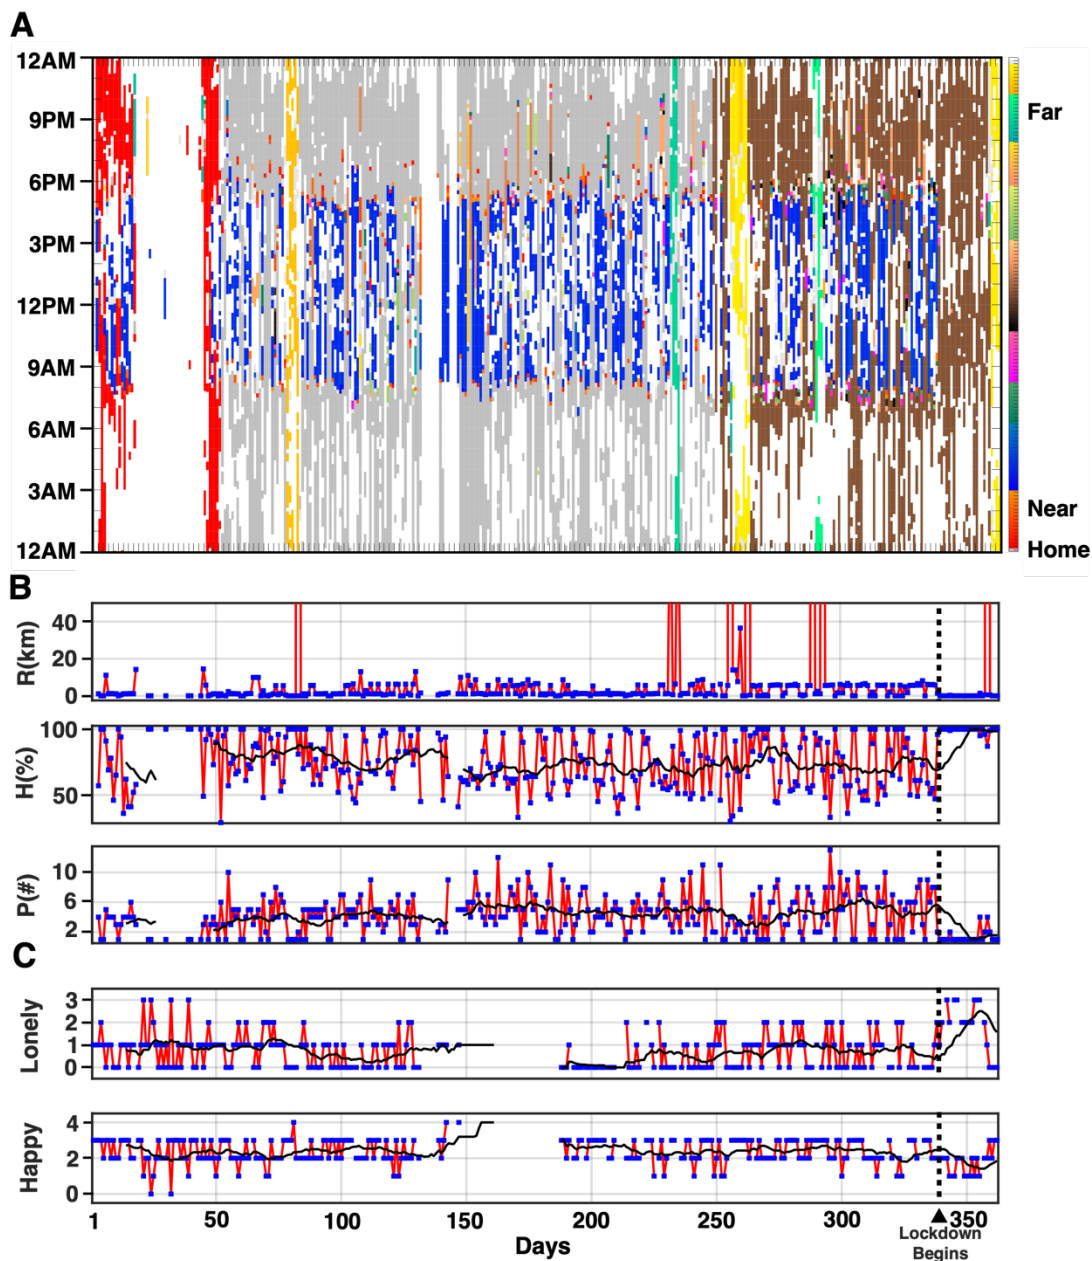 A
12AM
9PM
6PM
3PM
12PM
9AM
6AM
3AM
12AM
Far
Near
Home
B
R(km)
40
20
0
H(%)
100
50
P(#)
10
6
2
C
Lonely
3
2
1
0
Happy
4
2
0
1 50 100 150 200 250 300 350
Days
Lockdown
Begins